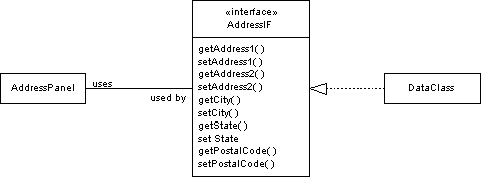 «interface»
AddressIF
getAddress1( )
setAddress1( )
getAddress2( )
setAddress2( )
getCity( )
setCity( )
getState( )
set State
getPostalCode( )
setPostalCode( )
AddressPanel
uses
used by
DataClass